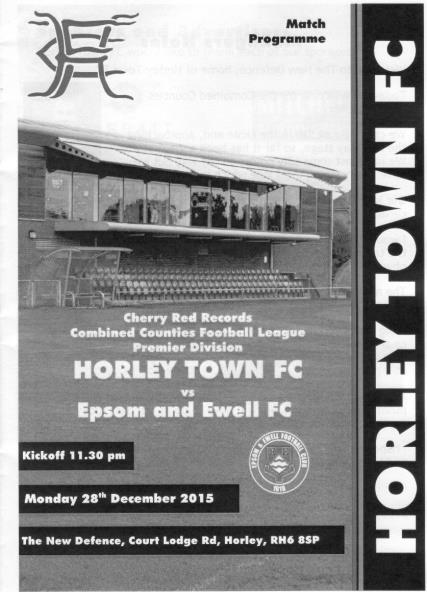 Match
Programme
HORLEY TOWN FC
Cherry Red Records
Combined Counties Football League
Premier Division
HORLEY TOWN FC
vs
Epsom and Ewell FC
EPSOM & EWELL FOOTBALL CLUB
1918
Kickoff 11.30 pm
Monday 28th December 2015
The New Defence, Court Lodge Rd, Horley, RH6 8SP